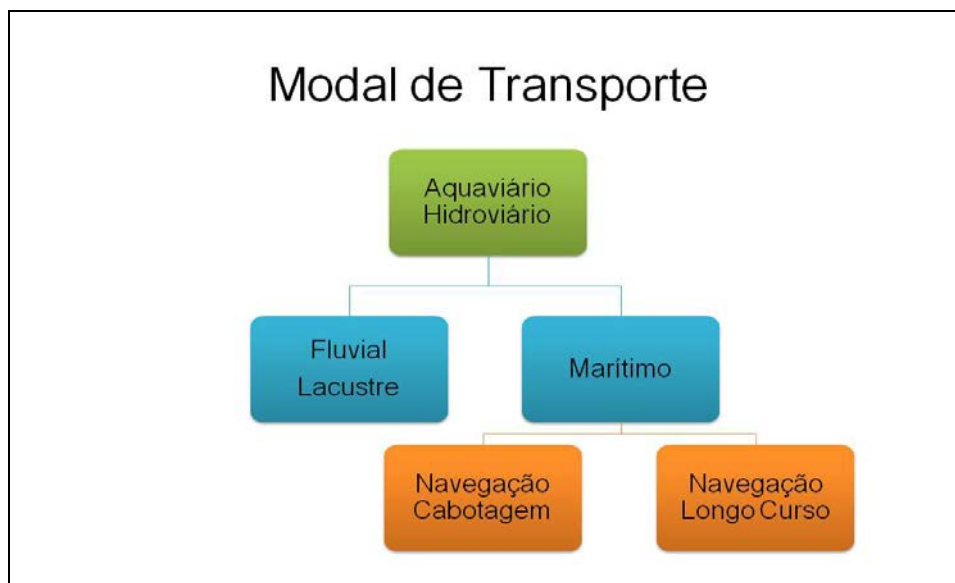 Modal de Transporte
Aquaviário
Hidroviário
Fluvial
Lacustre
Marítimo
Navegação
Cabotagem
Navegação
Longo Curso